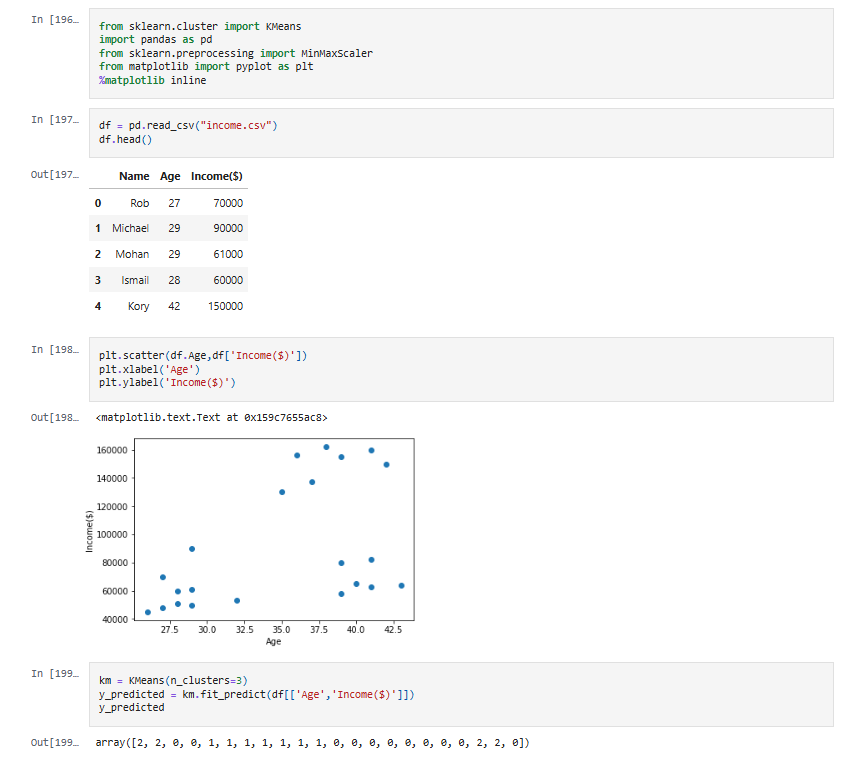 In [196…
from sklearn.cluster import KMeans
import pandas as pd
from sklearn.preprocessing import MinMaxScaler
from matplotlib import pyplot as plt
%matplotlib inline
In [197…
df = pd.read_csv("income.csv")
df.head()
Out[197…
Name Age Income($)
0 Rob 27 70000
1 Michael 29 90000
2 Mohan 29 61000
3 Ismail 28 60000
4 Kory 42 150000
In [198…
plt.scatter(df.Age,df['Income($)'])
plt.xlabel('Age')
plt.ylabel('Income($)')
Out[198…
<matplotlib.text.Text at 0x159c7655ac8>
160000
140000
120000
100000
80000
60000
40000
Income($)
27.5 30.0 32.5 35.0 37.5 40.0 42.5
Age
In [199…
km = KMeans(n_clusters=3)
y_predicted = km.fit_predict(df[['Age','Income($)']])
y_predicted
Out[199…
array([2, 2, 0, 0, 1, 1, 1, 1, 1, 1, 1, 0, 0, 0, 0, 0, 0, 0, 0, 2, 2, 0])